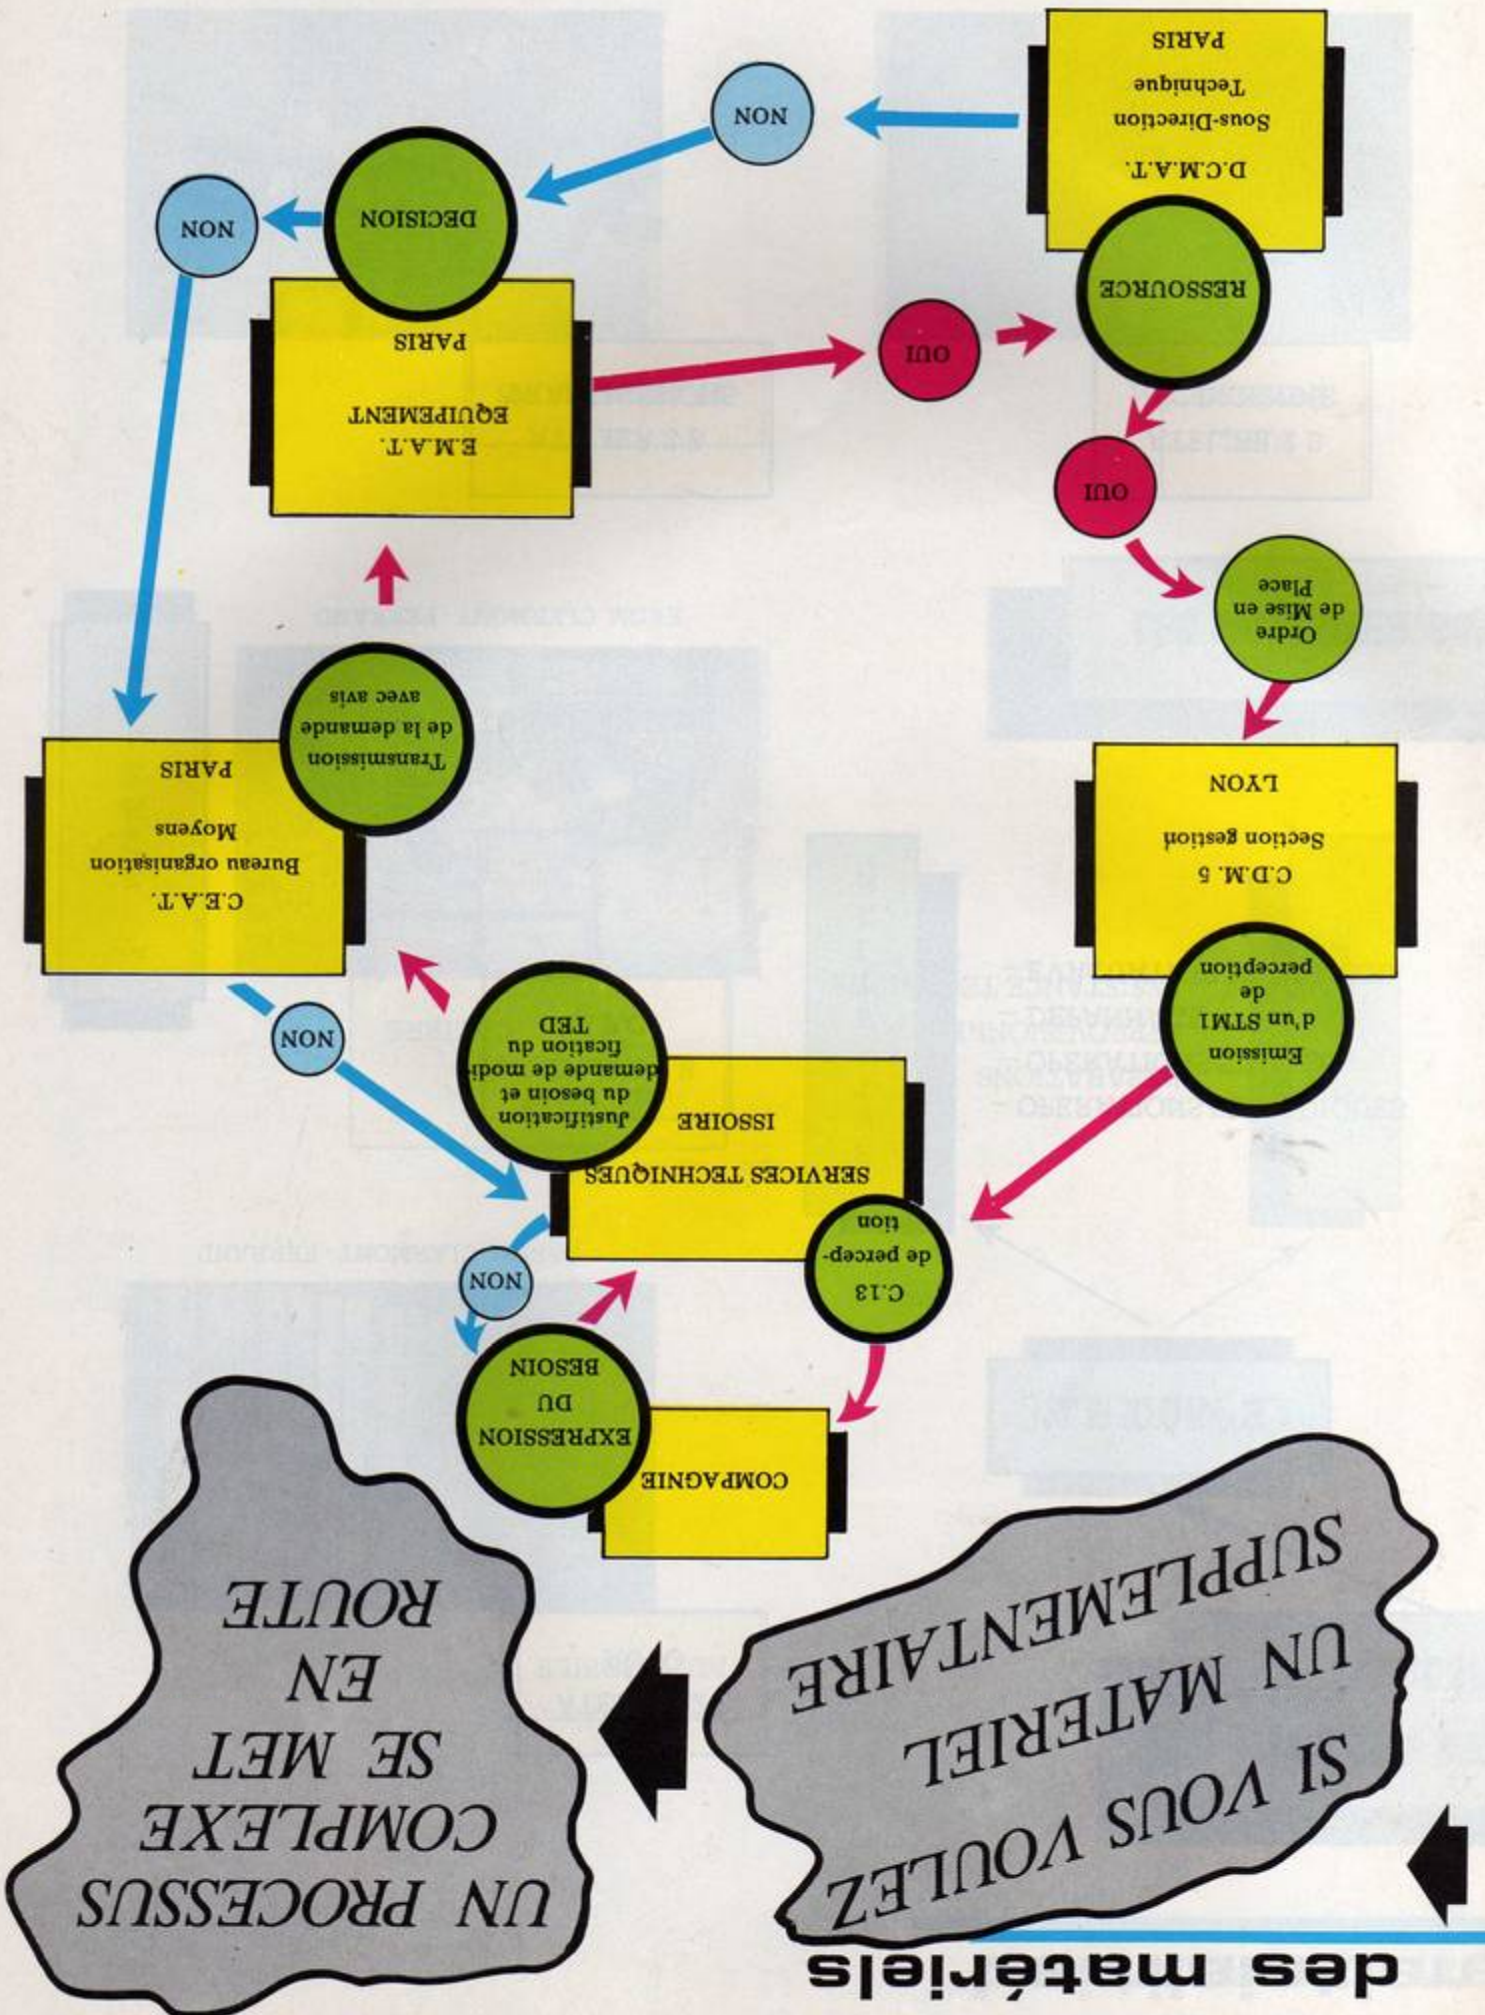 des matériels
SI VOUS VOULEZ
UN MATERIEL
SUPPLEMENTAIRE
UN PROCESSUS
COMPLEXE
SE MET
EN
ROUTE
COMPAGNIE
EXPRESSION
DU
BESOIN
NON
C.13
de percep-
tion
SERVICES TECHNIQUES
ISSOIRE
Justification
du besoin et
demande de modi-
fication du
TED
NON
Emission
d'un STM1
de
perception
C.D.M. 5
Section gestion
LYON
C.E.A.T.
Bureau organisation
Moyens
PARIS
Transmission
de la demande
avec avis
Ordre
de Mise en
Place
OUI
E.M.A.T.
EQUIPEMENT
PARIS
OUI
RESSOURCE
DECISION
NON
D.C.M.A.T.
Sous-Direction
Technique
PARIS
NON